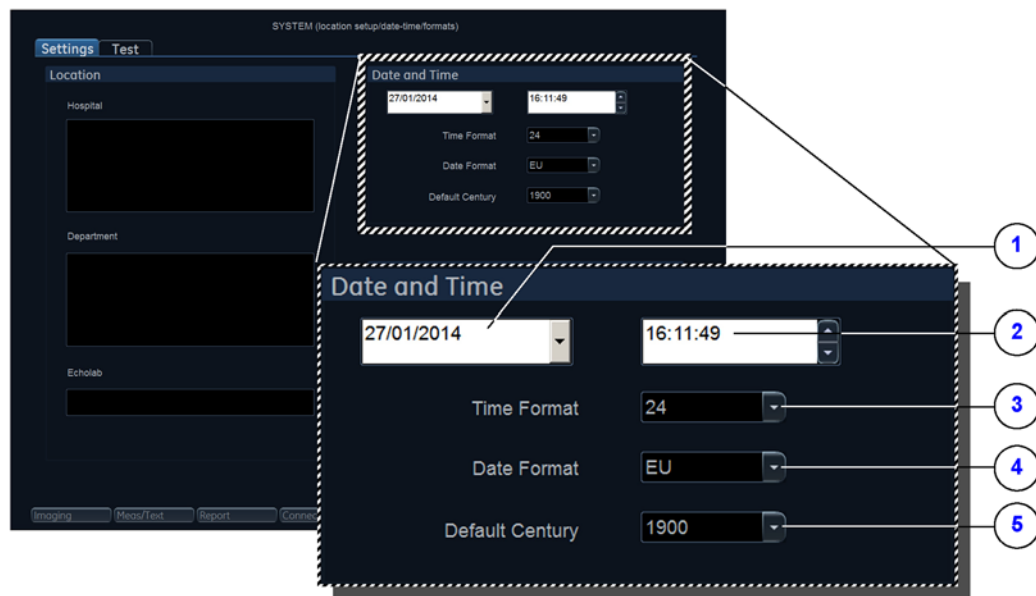 SYSTEM (location setup/date-time/formats)
Settings Test
Location
Hospital
Department
Echolab
Date and Time
27/01/2014 16:11:49
Time Format 24
Date Format EU
Default Century 1900
Imaging Meas/Text Report Connec
Date and Time
27/01/2014 16:11:49
Time Format 24
Date Format EU
Default Century 1900
1
2
3
4
5